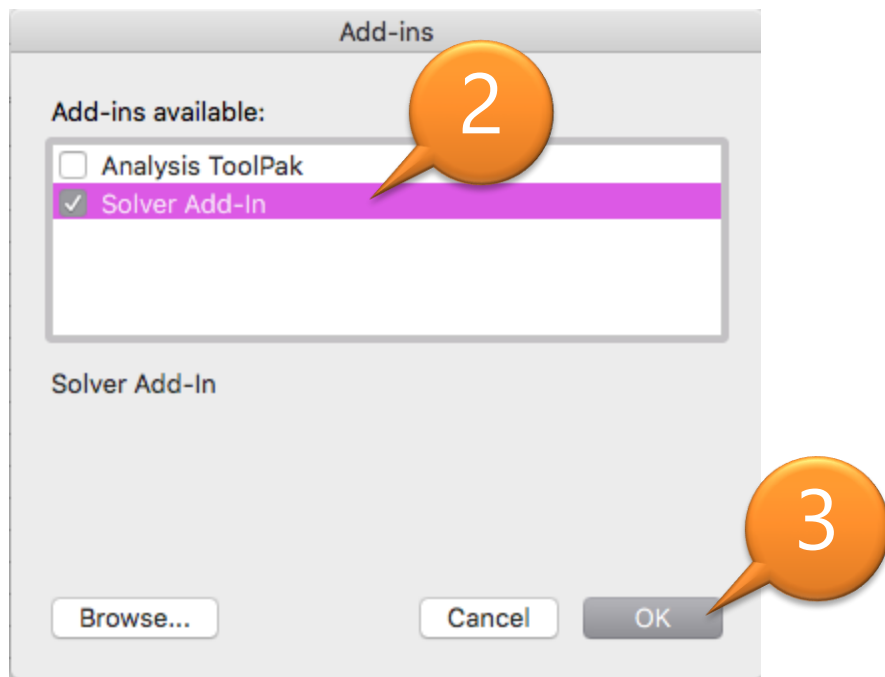 Add-ins
2
Add-ins available:
Analysis ToolPak
Solver Add-In
Solver Add-In
3
Browse... Cancel OK